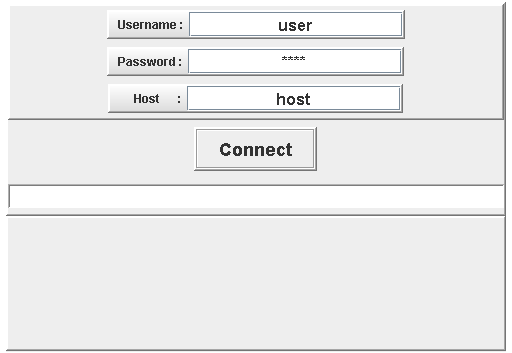 Username : user
Password : ****
Host : host
Connect